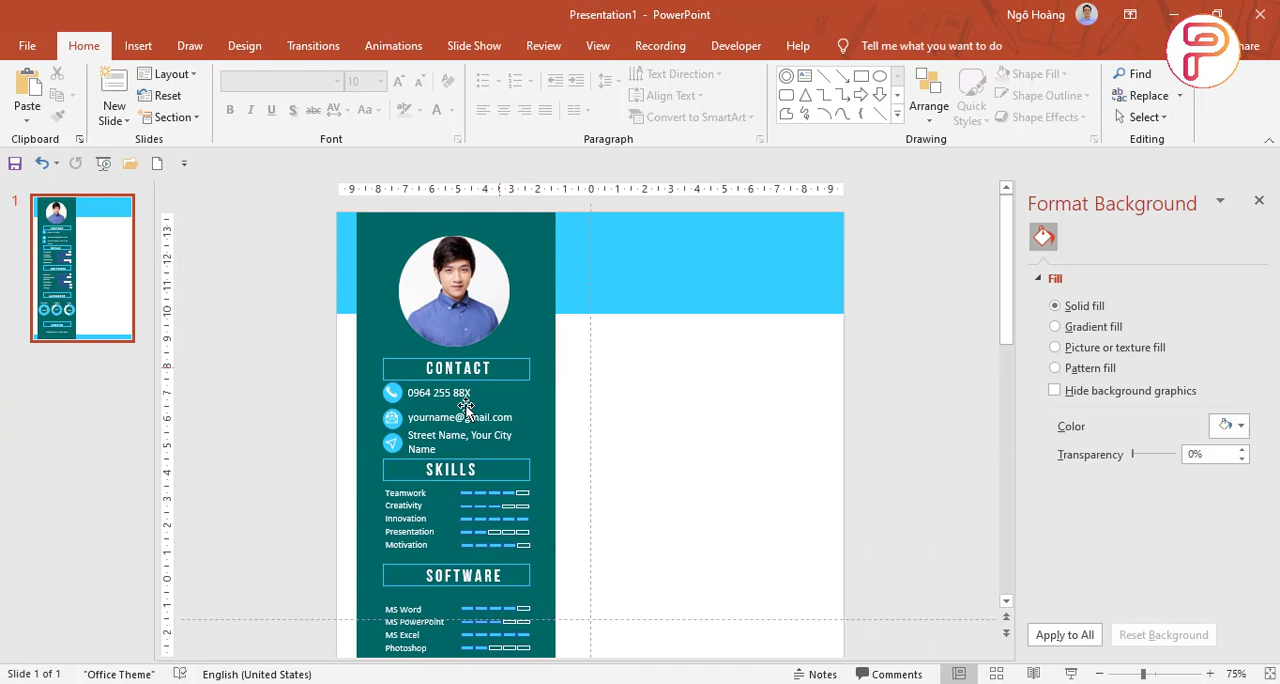 Presentation1 - PowerPoint
Ngô Hoàng
File Home Insert Draw Design Transitions Animations Slide Show Review View Recording Developer Help Tell me what you want to do
Paste
New
Slide
Layout
Reset
Section
10
B I U S abc AV Aa A
Text Direction
Align Text
Convert to SmartArt
Arrange
Quick
Styles
Shape Fill
Shape Outline
Shape Effects
Find
Replace
Select
Clipboard
Slides
Font
Paragraph
Drawing
Editing
1
CONTACT
0964 255 88X
yourname@gmail.com
Street Name, Your City
Name
SKILLS
Teamwork
Creativity
Innovation
Presentation
Motivation
SOFTWARE
MS Word
MS PowerPoint
MS Excel
Photoshop
Format Background
Fill
Solid fill
Gradient fill
Picture or texture fill
Pattern fill
Hide background graphics
Color
Transparency 0%
Apply to All
Reset Background
Slide 1 of 1 "Office Theme" English (United States) Notes Comments 75%